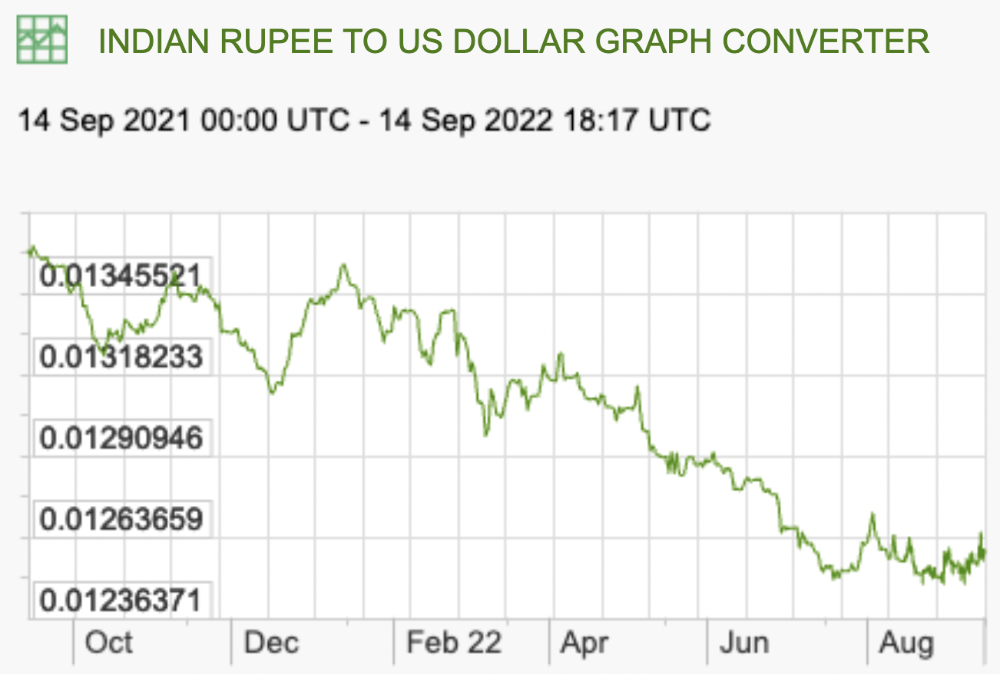 INDIAN RUPEE TO US DOLLAR GRAPH CONVERTER
14 Sep 2021 00:00 UTC - 14 Sep 2022 18:17 UTC
0.01345521
0.01318233
0.01290946
0.01263659
0.01236371
Oct Dec Feb 22 Apr Jun Aug